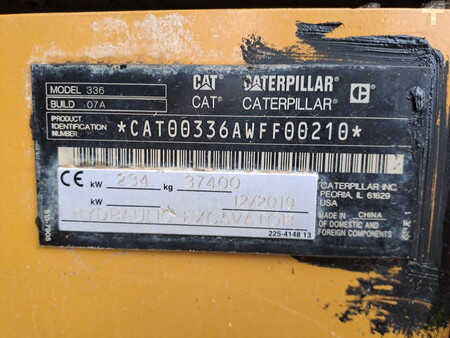 MODEL 336
BUILD 07A
CAT CATERPILLAR
CAT CATERPILLAR
PRODUCT IDENTIFICATION NUMBER *CAT00336AWFF00210*
CE kW 234 kg 37400
kW 12/2019
HYDRAULIC EXCAVATOR
225-4148 13
CATERPILLAR INC.
PEORIA, IL 61629
USA
MADE IN CHINA
OF DOMESTIC AND
FOREIGN COMPONENTS
ISSUE 1